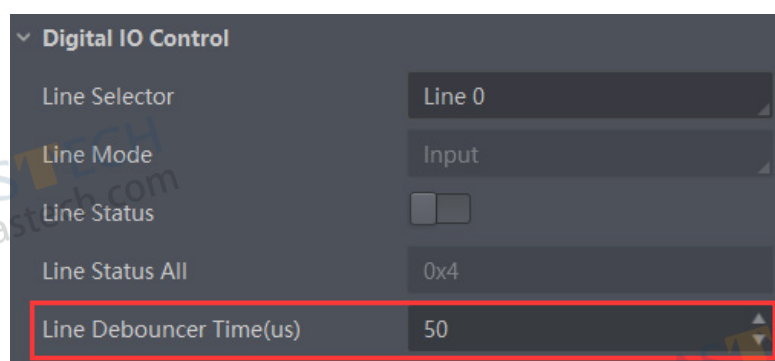 Digital IO Control
Line Selector Line 0
Line Mode Input
Line Status
Line Status All 0x4
Line Debouncer Time(us) 50